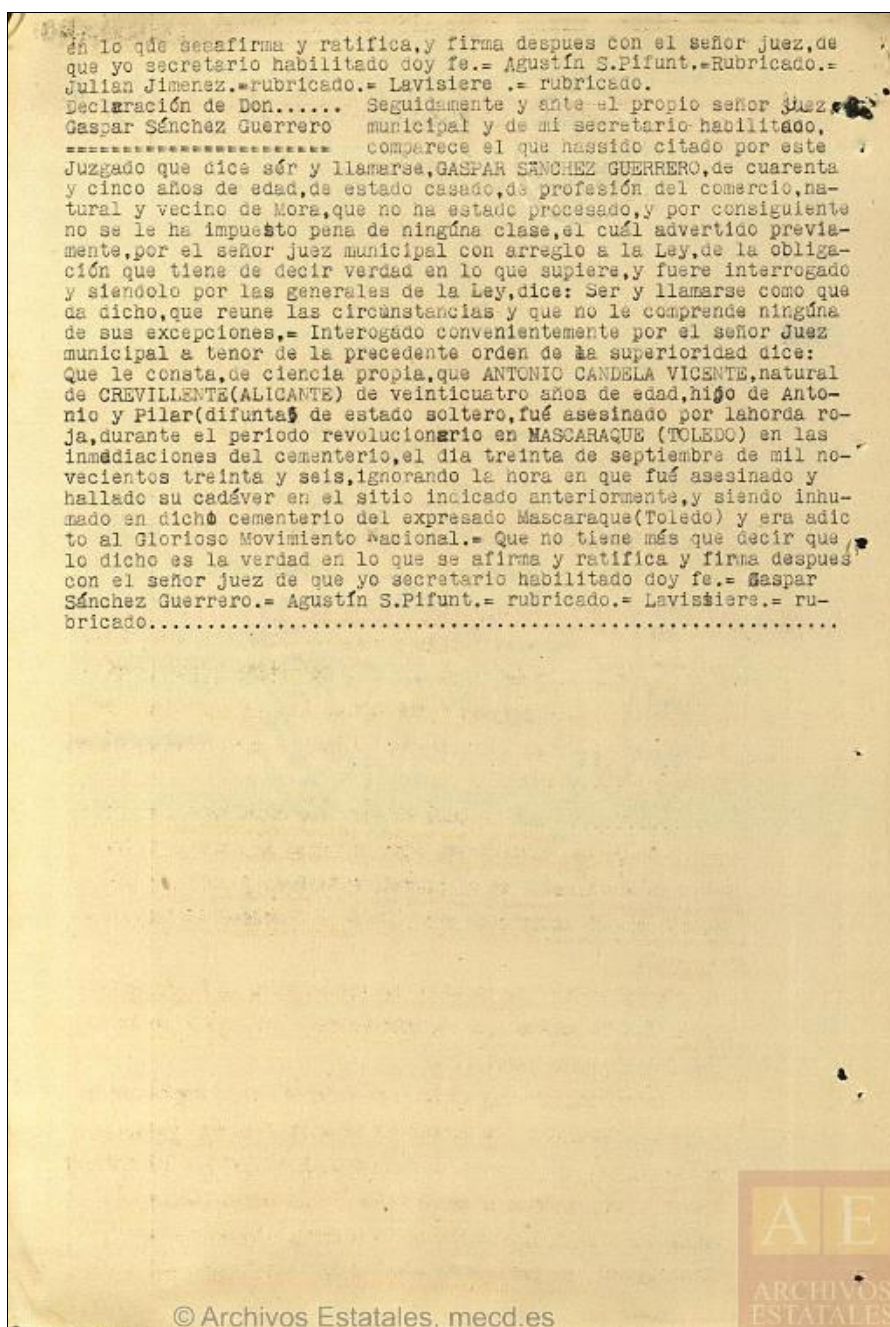 en lo que seeafirma y ratifica,y firma despues con el señor juez,de
que yo secretario habilitado doy fe.= Agustín S.Pifunt.=Rubricado.=
Julian Jimenez.=rubricado.= Lavisiere .= rubricado.
Declaración de Don...... Seguidamente y ante el propio señor juez
Gaspar Sánchez Guerrero municipal y de mi secretario habilitado,
===================== comparece el que hassido citado por este
Juzgado que dice sér y llamarse,GASPAR SÁNCHEZ GUERRERO,de cuarenta
y cinco años de edad,de estado casado,de profesión del comercio,na-
tural y vecino de Mora,que no ha estado procesado,y por consiguiente
no se le ha impuesto pena de ningúna clase,el cuál advertido previa-
mente,por el señor juez municipal con arreglo a la Ley,de la obliga-
ción que tiene de decir verdad en lo que supiere,y fuere interrogado
y siendolo por las generales de la Ley,dice: Ser y llamarse como que
da dicho,que reune las circúnstancias y que no le comprende ningúna
de sus excepciones,= Interogado convenientemente por el señor Juez
municipal a tenor de la precedente orden de la superioridad dice:
Que le consta,de ciencia propia,que ANTONIO CANDELA VICENTE,natural
de CREVILLENTE(ALICANTE) de veinticuatro años de edad,hijo de Anto-
nio y Pilar(difunta$ de estado soltero,fué asesinado por lahorda ro-
ja,durante el periodo revolucionario en MASCARAQUE (TOLEDO) en las
inmediaciones del cementerio,el dia treinta de septiembre de mil no-
vecientos treinta y seis,ignorando la hora en que fué asesinado y
hallado su cadáver en el sitio indicado anteriormente,y siendo inhu-
mado en dicho cementerio del expresado Mascaraque(Toledo) y era adic
to al Glorioso Movimiento Nacional.= Que no tiene más que decir que
lo dicho es la verdad en lo que se afirma y ratifica y firma despues
con el señor juez de que yo secretario habilitado doy fe.= Gaspar
Sánchez Guerrero.= Agustín S.Pifunt.= rubricado.= Lavissiere.= ru-
bricado..........................................................
AE
ARCHIVOS
ESTATALES
© Archivos Estatales, mecd.es